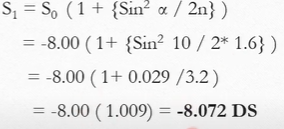 S₁ = S₀ ( 1 + {Sin² α / 2n} )
= -8.00 ( 1+ {Sin² 10 / 2* 1.6} )
= -8.00 ( 1+ 0.029 /3.2 )
= -8.00 ( 1.009) = -8.072 DS